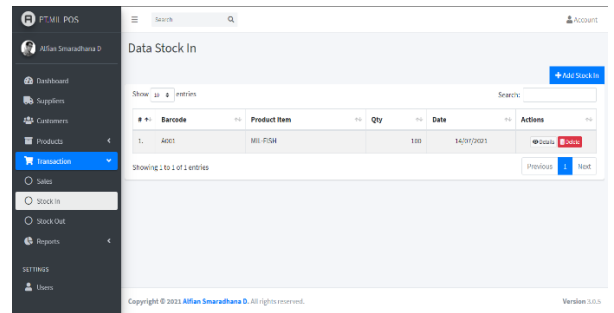 PT.MIL POS
Search
Account
Alfian Smaradhana D
Dashboard
Suppliers
Customers
Products
Transaction
Sales
Stock In
Stock Out
Reports
SETTINGS
Users
Data Stock In
Add Stock In
Show 10 entries
Search:
# Barcode Product Item Qty Date Actions
1. A001 MIL-FISH 100 14/07/2021 Details Delete
Showing 1 to 1 of 1 entries
Previous 1 Next
Copyright © 2021 Alfian Smaradhana D. All rights reserved.
Version 3.0.5